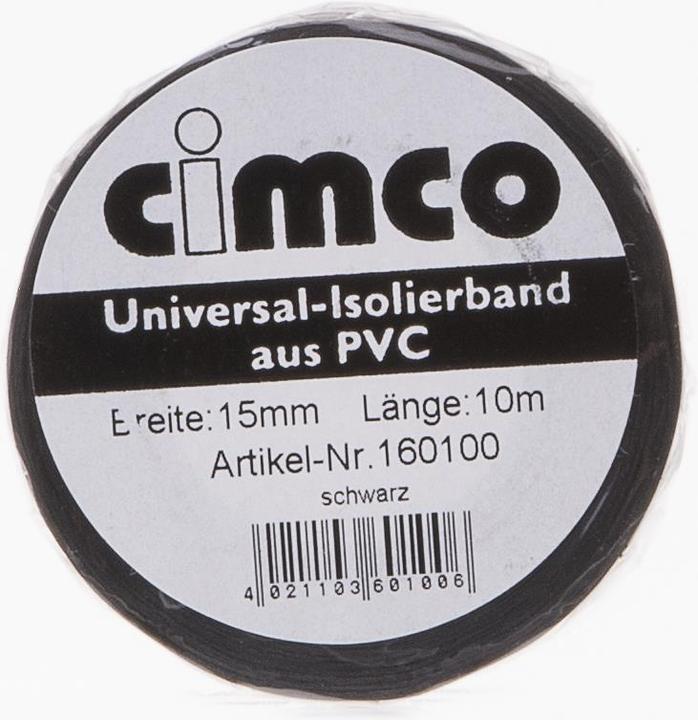 cimco
Universal-Isolierband
aus PVC
Breite:15mm Länge:10m
Artikel-Nr.160100
schwarz
4 021103 601006